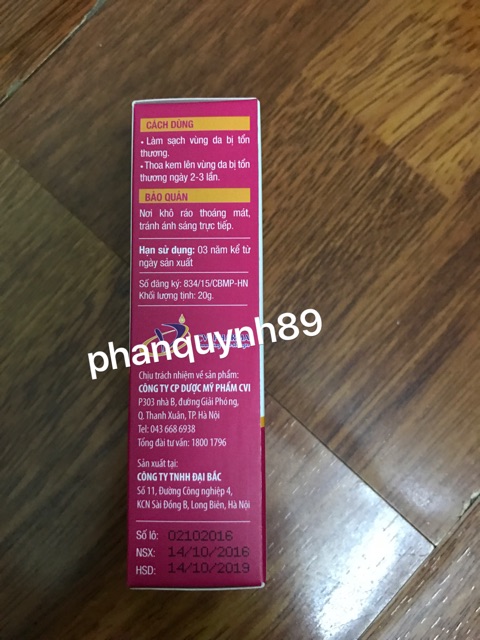 CÁCH DÙNG
• Làm sạch vùng da bị tổn
thương.
• Thoa kem lên vùng da bị tổn
thương ngày 2-3 lần.
BẢO QUẢN
Nơi khô ráo thoáng mát,
tránh ánh sáng trực tiếp.
Hạn sử dụng: 03 năm kể từ
ngày sản xuất
Số đăng ký: 834/15/CBMP-HN
Khối lượng tịnh: 20g.
phanquynh89
Chịu trách nhiệm về sản phẩm:
CÔNG TY CP DƯỢC MỸ PHẨM CVI
P303 nhà B, đường Giải Phóng,
Q. Thanh Xuân, TP. Hà Nội
Tel: 043 668 6938
Tổng đài tư vấn: 1800 1796
Sản xuất tại:
CÔNG TY TNHH ĐẠI BẮC
Số 11, Đường Công nghiệp 4,
KCN Sài Đồng B, Long Biên, Hà Nội
Số lô: 02102016
NSX: 14/10/2016
HSD: 14/10/2019